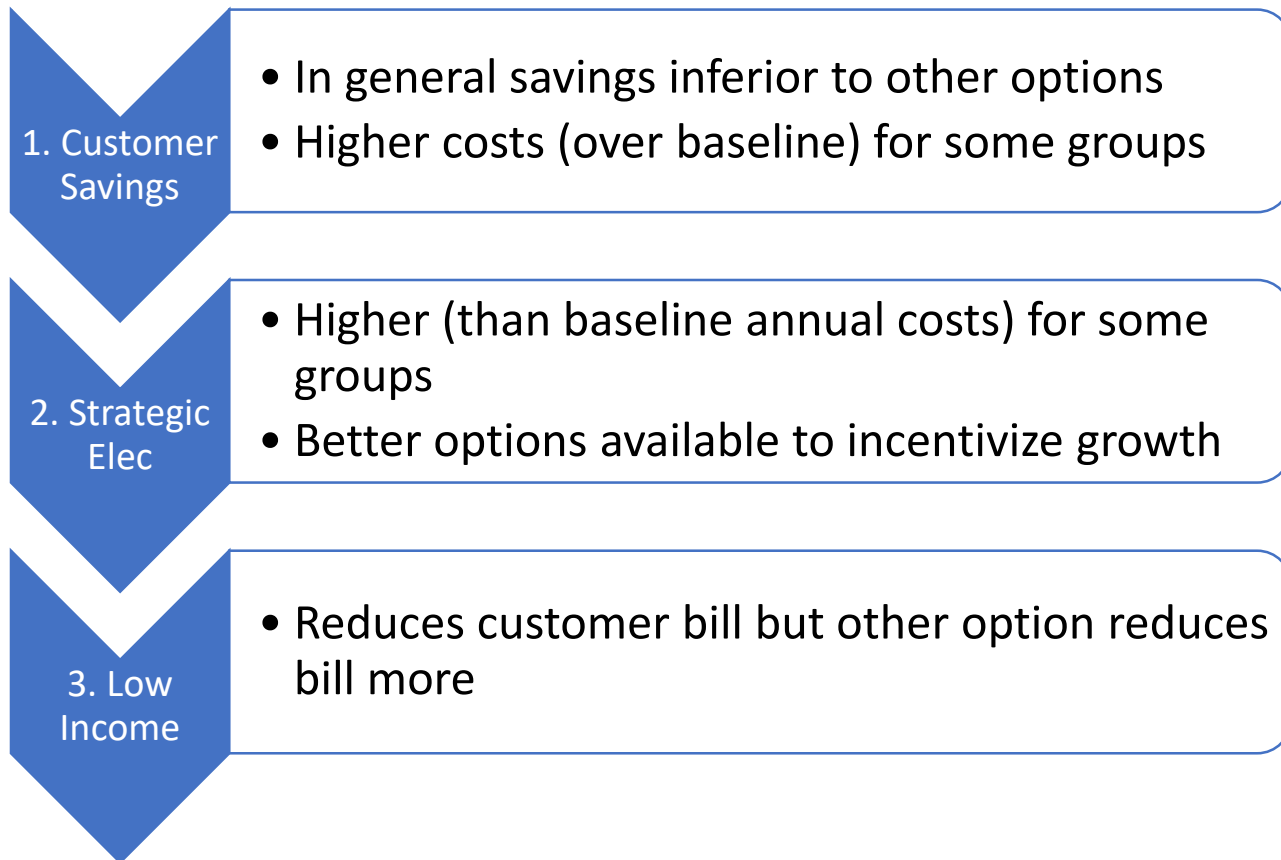 1. Customer
Savings
• In general savings inferior to other options
• Higher costs (over baseline) for some groups
2. Strategic
Elec
• Higher (than baseline annual costs) for some
groups
• Better options available to incentivize growth
3. Low
Income
• Reduces customer bill but other option reduces
bill more